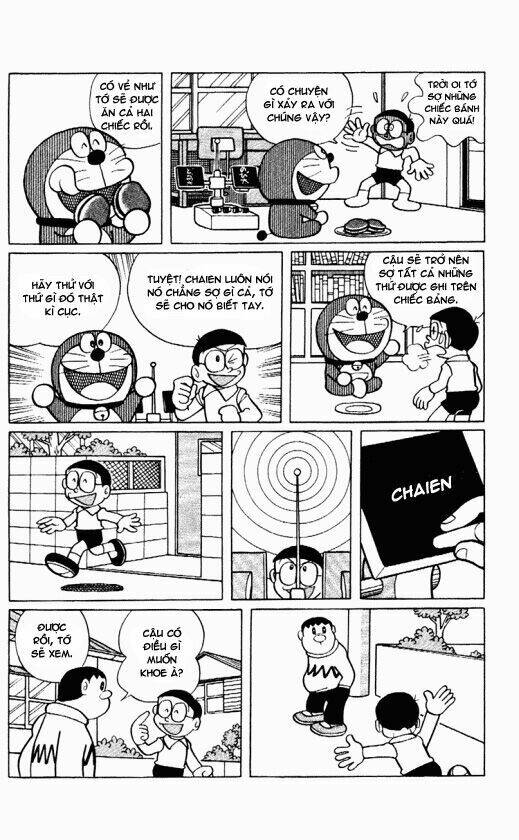 CÓ VẺ NHƯ
TỚ SẼ ĐƯỢC
ĂN CẢ HAI
CHIẾC RỒI.
CÓ CHUYỆN
GÌ XẢY RA VỚI
CHÚNG VẬY?
TRỜI ƠI TỚ
SỢ NHỮNG
CHIẾC BÁNH
NÀY QUÁ!
HÃY THỬ VỚI
THỨ GÌ ĐÓ THẬT
KÌ CỤC.
TUYỆT! CHAIEN LUÔN NÓI
NÓ CHẲNG SỢ GÌ CẢ, TỚ
SẼ CHO NÓ BIẾT TAY.
CẬU SẼ TRỞ NÊN
SỢ TẤT CẢ NHỮNG
THỨ ĐƯỢC GHI TRÊN
CHIẾC BẢNG.
CHAIEN
ĐƯỢC
RỒI, TỚ
SẼ XEM.
CẬU CÓ
ĐIỀU GÌ
MUỐN
KHOE À?